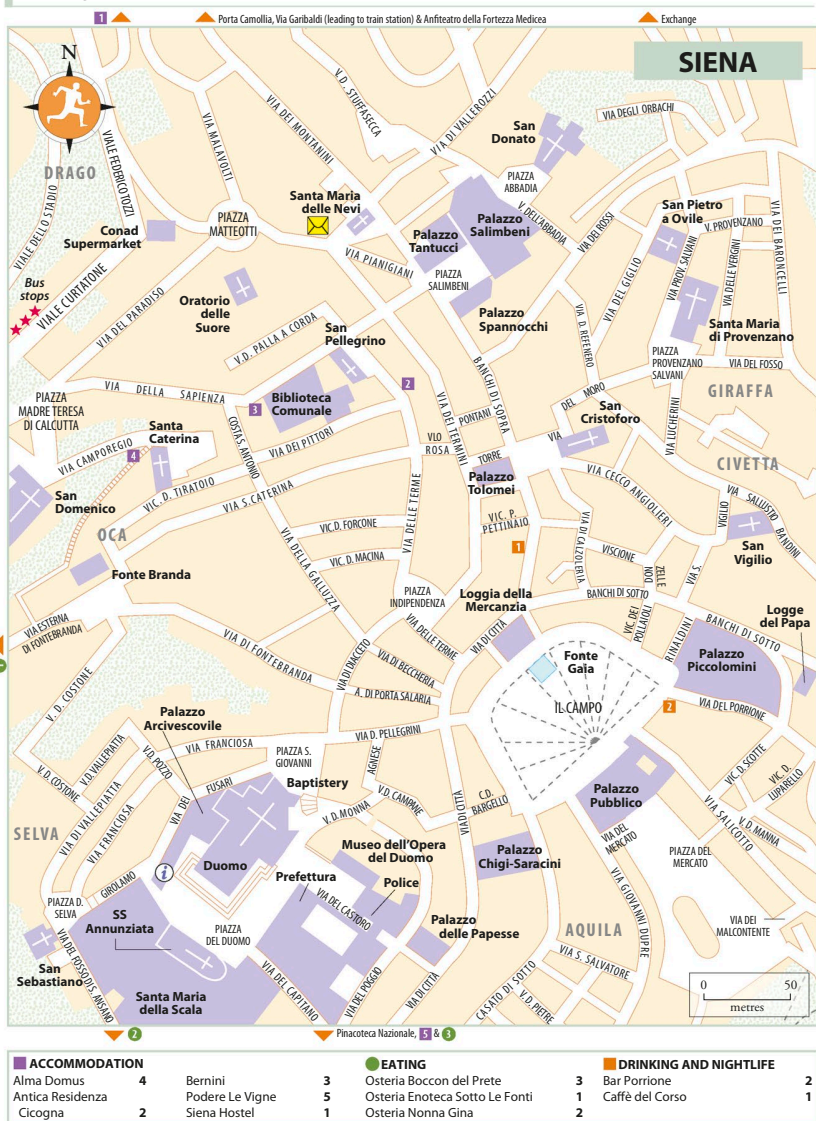 1
Porta Camollia, Via Garibaldi (leading to train station) & Anfiteatro della Fortezza Medicea
Exchange
SIENA
N
DRAGO
VIALE DELLO STADIO
VIALE FEDERICO TOZZI
VIA MALAVOLTI
VIA DEI MONTANINI
V.D. STUFFASECCA
VIA DI VALLEROZZI
San
Donato
VIA DEGLI ORBACHI
PIAZZA
ABBADIA
V. DELL'ABBADIA
VIA DEI ROSSI
San Pietro
a Ovile
V. PROVENZANO
VIA DEL BARONCELLI
Conad
Supermarket
PIAZZA
MATTEOTTI
Santa Maria
delle Nevi
Palazzo
Tantucci
Palazzo
Salimbeni
PIAZZA
SALIMBENI
VIA PIANIGIANI
VIA DEL GIGLIO
VIA PROV. SALVANI
VIA DELLE VERGINI
Bus
stops
VIALE CURTATONE
VIA DEL PARADISO
Oratorio
delle
Suore
V.D. PALLA A CORDA
San
Pellegrino
Palazzo
Spannocchi
VIA D. REFENERO
Santa Maria
di Provenzano
PIAZZA
PROVENZANO
SALVANI
VIA DEL FOSSO
GIRAFFA
PIAZZA
MADRE TERESA
DI CALCUTTA
VIA DELLA SAPIENZA
3
Biblioteca
Comunale
2
VIA DEI TERMINI
BANCHI DI SOPRA
PONTANI
VIA DEL MORO
San
Cristoforo
VIA LUCHERINI
CIVETTA
VIA CAMPOREGIO
4
Santa
Caterina
COSTA S. ANTONIO
VIA DEI PITTORI
VLO
ROSA
TORRE
Palazzo
Tolomei
VIA CECCO ANGIOLIERI
VIA SALLUSTIO BANDINI
San
Domenico
VIC. D. TIRATOIO
VIA S. CATERINA
VIA DELLE TERME
OCA
VIC. D. FORCONE
VIC. D. MACINA
VIA DELLA GALLUZZA
VIC. P.
PETTINAIO
1
VIA DI CALZOLERIA
VISCIONE
DON
ZELLE
VIA S.
VIGILIO
San
Vigilio
Fonte Branda
VIA ESTERNA
DI FONTEBRANDA
PIAZZA
INDIPENDENZA
VIA DELLE TERME
Loggia della
Mercanzia
BANCHI DI SOTTO
VIC. DEI
POLLAIOLI
RINALDINI
BANCHI DI SOTTO
Logge
del Papa
VIA DI FONTEBRANDA
VIA DI DIACCETO
VIA DI BECCHERIA
VIA DI CITTÀ
Fonte
Gaia
IL CAMPO
Palazzo
Piccolomini
2
VIA DEL PORRIONE
V. D. COSTONE
A. DI PORTA SALARIA
Palazzo
Arcivescovile
VIA FRANCIOSA
PIAZZA S.
GIOVANNI
VIA D. PELLEGRINI
AGNESE
V.D. COSTONE
V.D. VALLEPIATTA
V.D. POZZO
VIA DEI FUSARI
Baptistery
V.D. MONNA
V.D. CAMPANE
VIA DI CITTA
C.D.
BARGELLO
Palazzo
Pubblico
VIC.D. SCOTTE
VIC. D.
LUPARELLO
SELVA
VIA DI VALLEPIATTA
VIA FRANCIOSA
Museo dell'Opera
del Duomo
Palazzo
Chigi-Saracini
VIA DEL
MERCATO
VIA SALICOTTO
V. D. MANNA
PIAZZA DEL
MERCATO
GIROLAMO
i
Duomo
Prefettura
Police
VIA DEL CASTORO
PIAZZA D.
SELVA
SS
Annunziata
PIAZZA
DEL DUOMO
Palazzo
delle Papesse
AQUILA
VIA GIOVANNI DUPRE
VIA DEI
MALCONTENTE
San
Sebastiano
VIA DEL FOSSO DI S. ANSANO
Santa Maria
della Scala
VIA DEL CAPITANO
VIA DEL POGGIO
VIA DI CITTÀ
CASATO DI SOTTO
VIA S. SALVATORE
V.D. PIETRE
0 50
metres
2
Pinacoteca Nazionale, 5 & 3
ACCOMMODATION
Alma Domus 4
Antica Residenza
Cicogna 2
Bernini 3
Podere Le Vigne 5
Siena Hostel 1
EATING
Osteria Boccon del Prete 3
Osteria Enoteca Sotto Le Fonti 1
Osteria Nonna Gina 2
DRINKING AND NIGHTLIFE
Bar Porrione 2
Caffè del Corso 1